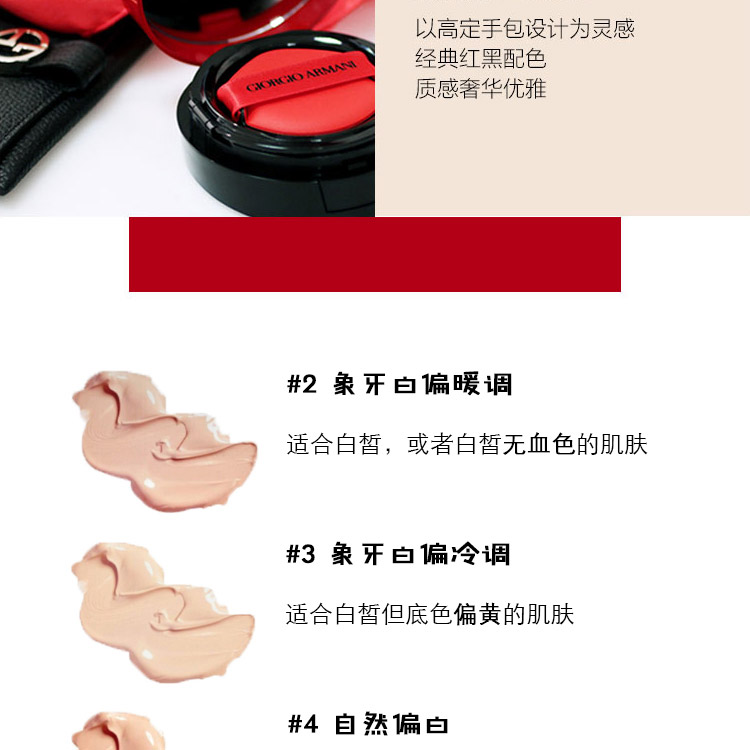 GIORGIO ARMANI
以高定手包设计为灵感
经典红黑配色
质感奢华优雅
#2 象牙白偏暖调
适合白皙，或者白皙无血色的肌肤
#3 象牙白偏冷调
适合白皙但底色偏黄的肌肤
#4 自然偏白